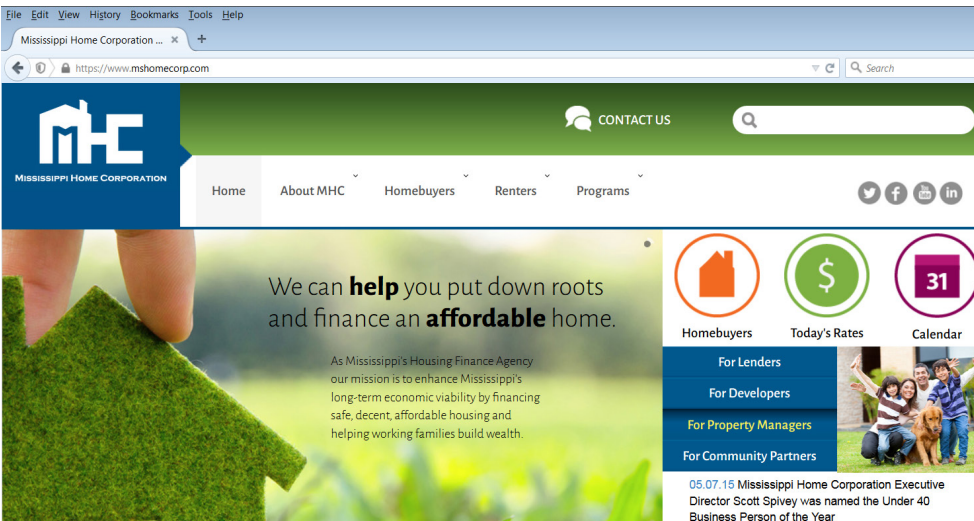 File Edit View History Bookmarks Tools Help
Mississippi Home Corporation ... × +
https://www.mshomecorp.com
Search
MHC
MISSISSIPPI HOME CORPORATION
CONTACT US
Home About MHC Homebuyers Renters Programs
You Tube
in
We can help you put down roots
and finance an affordable home.
As Mississippi's Housing Finance Agency
our mission is to enhance Mississippi's
long-term economic viability by financing
safe, decent, affordable housing and
helping working families build wealth.
$ 31
Homebuyers Today's Rates Calendar
For Lenders
For Developers
For Property Managers
For Community Partners
05.07.15 Mississippi Home Corporation Executive
Director Scott Spivey was named the Under 40
Business Person of the Year